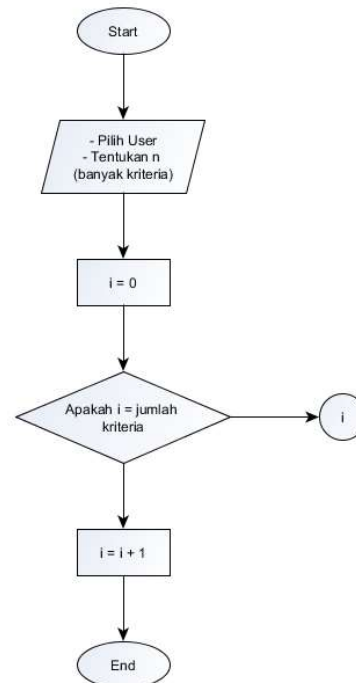 Start
- Pilih User
- Tentukan n
(banyak kriteria)
i = 0
Apakah i = jumlah
kriteria
i
i = i + 1
End